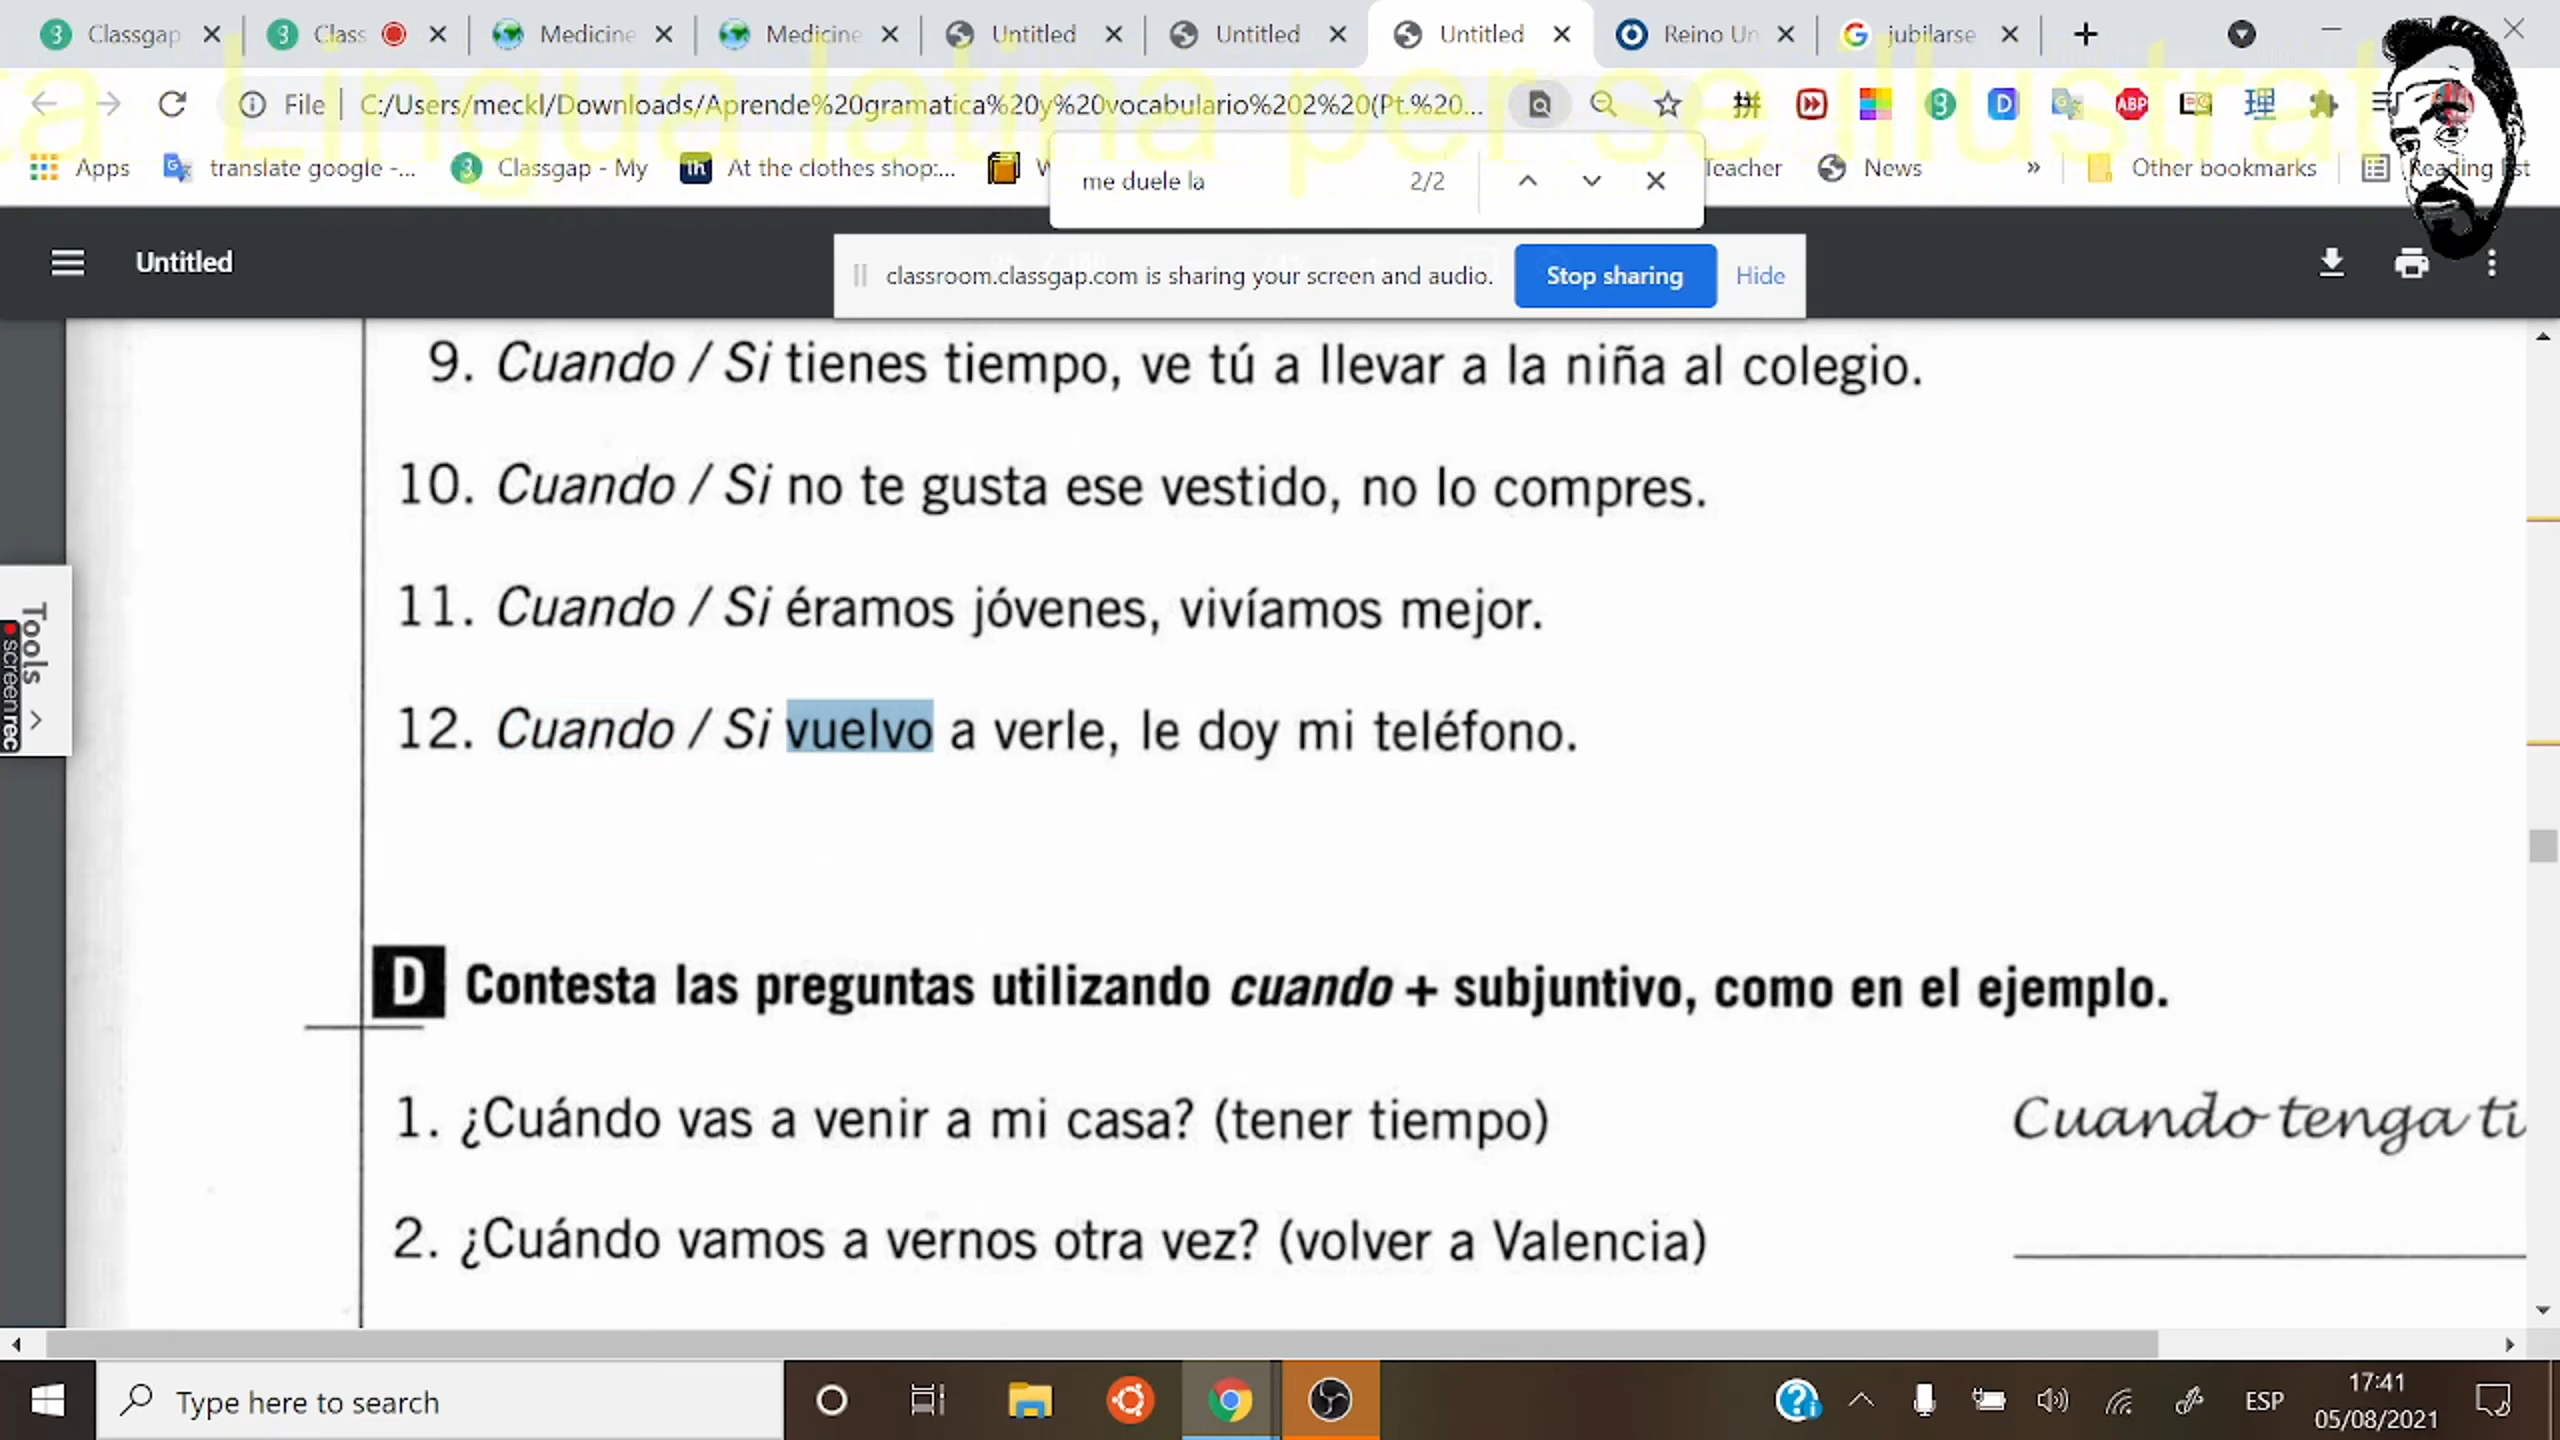 Classgap
Class
Medicine
Medicine
Untitled
Untitled
Untitled
Reino Un
jubilarse
Lingua latina per se illustrat
File
C:/Users/meckl/Downloads/Aprende%20gramatica%20y%20vocabulario%202%20(Pt.%20...
ABP
Apps
translate google -...
Classgap - My
At the clothes shop:...
me duele la
2/2
Teacher
News
»
Other bookmarks
Reading list
Untitled
classroom.classgap.com is sharing your screen and audio.
Stop sharing
Hide
9. Cuando / Si tienes tiempo, ve tú a llevar a la niña al colegio.
10. Cuando / Si no te gusta ese vestido, no lo compres.
11. Cuando / Si éramos jóvenes, vivíamos mejor.
12. Cuando / Si vuelvo a verle, le doy mi teléfono.
Tools
screenrec
D Contesta las preguntas utilizando cuando + subjuntivo, como en el ejemplo.
1. ¿Cuándo vas a venir a mi casa? (tener tiempo)
Cuando tenga ti
2. ¿Cuándo vamos a vernos otra vez? (volver a Valencia)
Type here to search
ESP
17:41
05/08/2021